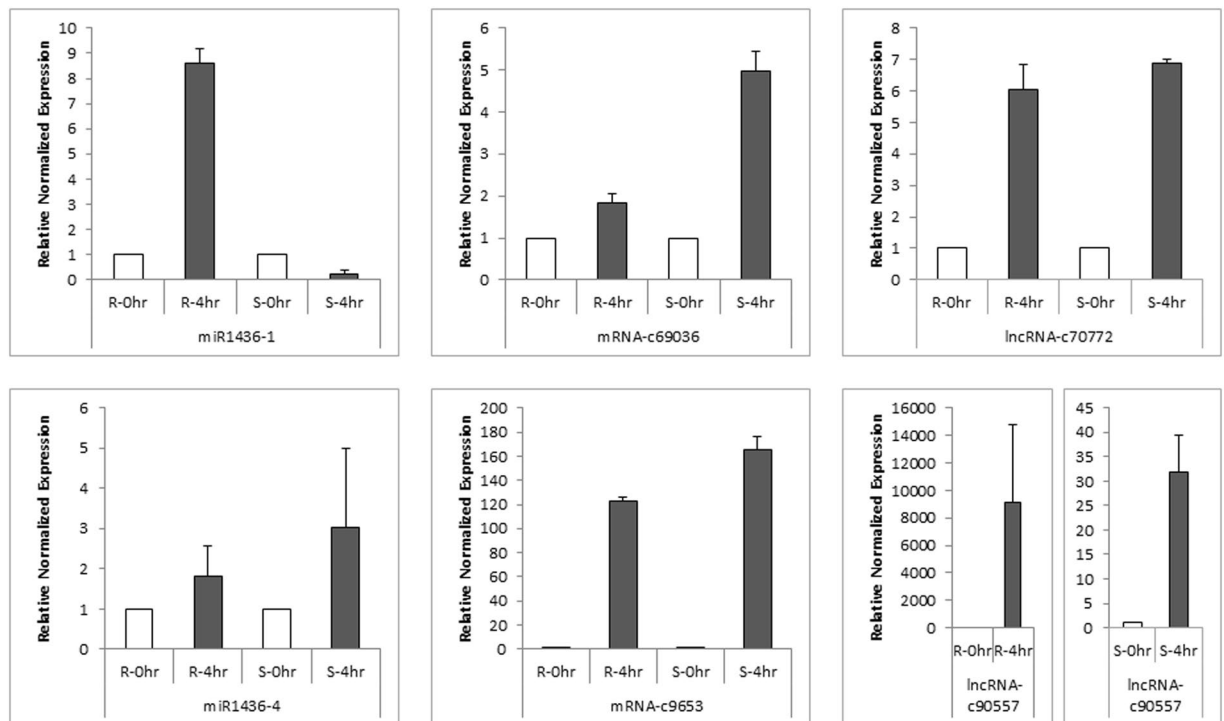 Relative Normalized Expression
10
9
8
7
6
5
4
3
2
1
0
R-0hr R-4hr S-0hr S-4hr
miR1436-1
Relative Normalized Expression
6
5
4
3
2
1
0
R-0hr R-4hr S-0hr S-4hr
mRNA-c69036
Relative Normalized Expression
8
7
6
5
4
3
2
1
0
R-0hr R-4hr S-0hr S-4hr
lncRNA-c70772
Relative Normalized Expression
6
5
4
3
2
1
0
R-0hr R-4hr S-0hr S-4hr
miR1436-4
Relative Normalized Expression
200
180
160
140
120
100
80
60
40
20
0
R-0hr R-4hr S-0hr S-4hr
mRNA-c9653
Relative Normalized Expression
16000
14000
12000
10000
8000
6000
4000
2000
0
R-0hr R-4hr
lncRNA-
c90557
Relative Normalized Expression
45
40
35
30
25
20
15
10
5
0
S-0hr S-4hr
lncRNA-
c90557